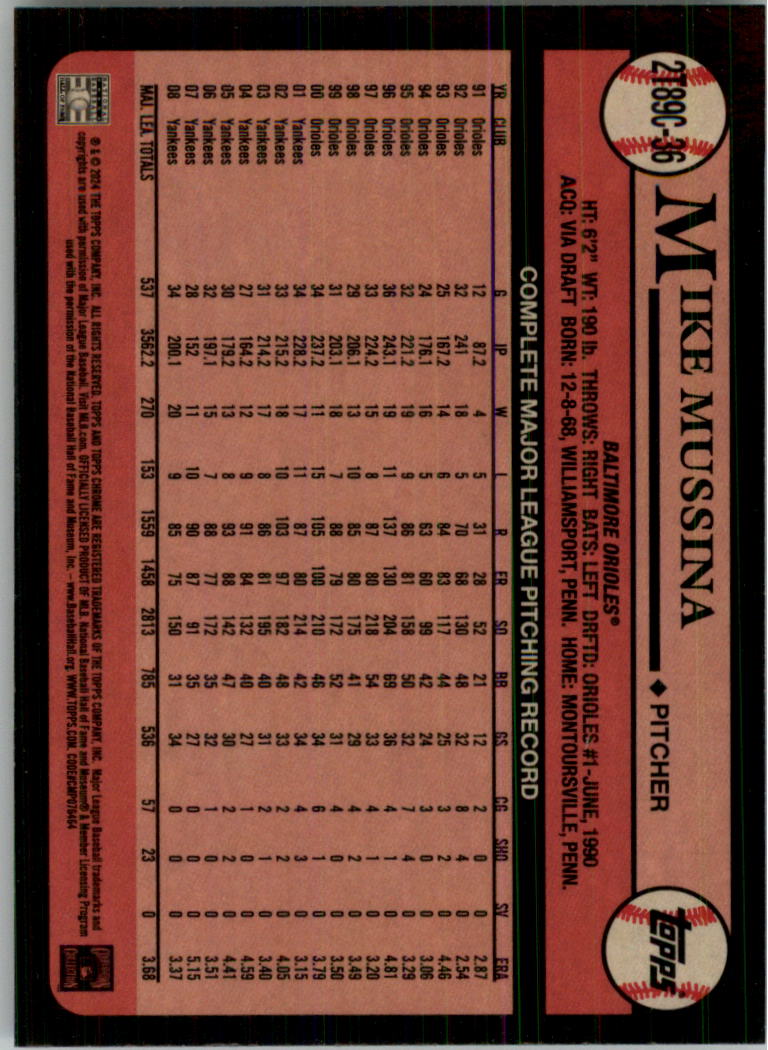 2T89C-36
MIKE MUSSINA ◆ PITCHER
topps®
BALTIMORE ORIOLES®
HT: 6'2" WT: 190 lb. THROWS: RIGHT BATS: LEFT DRFTD: ORIOLES #1-JUNE, 1990
ACQ: VIA DRAFT BORN: 12-8-68, WILLIAMSPORT, PENN. HOME: MONTOURSVILLE, PENN.
COMPLETE MAJOR LEAGUE PITCHING RECORD
YR CLUB G IP W L R ER SO BB GS CG SHO SV ERA
91 Orioles 12 87.2 4 5 31 28 52 21 12 2 0 0 2.87
92 Orioles 32 241 18 5 70 68 130 48 32 8 4 0 2.54
93 Orioles 25 167.2 14 6 84 83 117 44 25 3 2 0 4.46
94 Orioles 24 176.1 16 5 63 60 99 42 24 3 0 0 3.06
95 Orioles 32 221.2 19 9 86 81 158 50 32 7 4 0 3.29
96 Orioles 36 243.1 19 11 137 130 204 69 36 4 1 0 4.81
97 Orioles 33 224.2 15 8 87 80 218 54 33 4 1 0 3.20
98 Orioles 29 206.1 13 10 85 80 175 41 29 4 2 0 3.49
99 Orioles 31 203.1 18 7 88 79 172 52 31 4 0 0 3.50
00 Orioles 34 237.2 11 15 105 100 210 46 34 6 1 0 3.79
01 Yankees 34 228.2 17 11 87 80 214 42 34 4 3 0 3.15
02 Yankees 33 215.2 18 10 103 97 182 48 33 2 2 0 4.05
03 Yankees 31 214.2 17 8 86 81 195 40 31 2 1 0 3.40
04 Yankees 27 164.2 12 9 91 84 132 40 27 1 0 0 4.59
05 Yankees 30 179.2 13 8 93 88 142 47 30 2 2 0 4.41
06 Yankees 32 197.1 15 7 88 77 172 35 32 1 0 0 3.51
07 Yankees 28 152 11 10 90 87 91 35 27 0 0 0 5.15
08 Yankees 34 200.1 20 9 85 75 150 31 34 0 0 0 3.37
MAJ. LEA. TOTALS 537 3562.2 270 153 1559 1458 2813 785 536 57 23 0 3.68
® & © 2024 THE TOPPS COMPANY, INC. ALL RIGHTS RESERVED. TOPPS AND TOPPS CHROME ARE REGISTERED TRADEMARKS OF THE TOPPS COMPANY, INC. Major League Baseball trademarks and
copyrights are used with permission of Major League Baseball. Visit MLB.com. OFFICIALLY LICENSED PRODUCT OF MLB. National Baseball Hall of Fame and Museum® & Member Licensing Program
used with the permission of the National Baseball Hall of Fame and Museum, Inc. – www.BaseballHall.org. WWW.TOPPS.COM. CODE#CMP076464